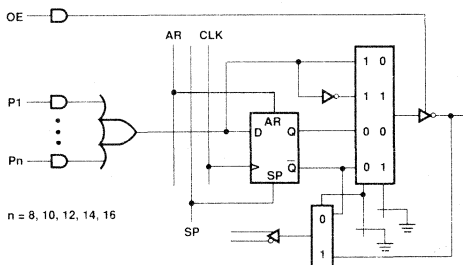 OE
AR CLK
P1
1 0
1 1
AR
D Q
0 0
Pn
Q
0 1
SP
n = 8, 10, 12, 14, 16
SP
0
1